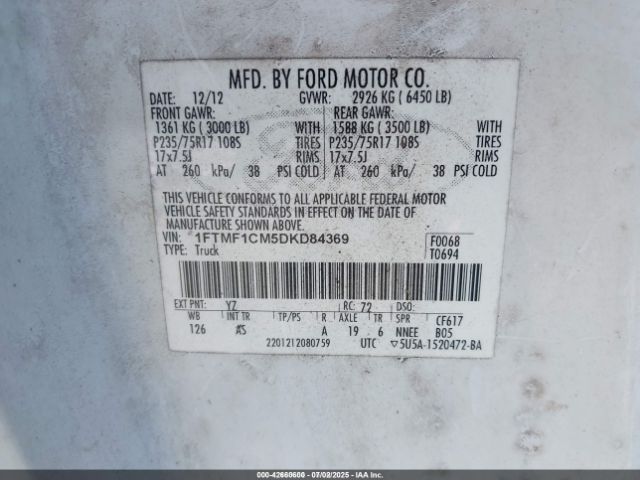 MFD. BY FORD MOTOR CO.
DATE: 12/12 GVWR: 2926 KG ( 6450 LB)
FRONT GAWR: REAR GAWR:
1361 KG ( 3000 LB) WITH 1588 KG ( 3500 LB) WITH
P235/75R17 108S TIRES P235/75R17 108S TIRES
17x7.5J RIMS 17x7.5J RIMS
AT 260 kPa/ 38 PSI COLD AT 260 kPa/ 38 PSI COLD
THIS VEHICLE CONFORMS TO ALL APPLICABLE FEDERAL MOTOR
VEHICLE SAFETY STANDARDS IN EFFECT ON THE DATE OF
MANUFACTURE SHOWN ABOVE.
VIN: 1FTMF1CM5DKD84369 F0068
TYPE: Truck T0694
EXT PNT: YZ RC: 72 DSO:
WB INT TR TP/PS R AXLE TR SPR CF617
126 AS A 19 6 NNEE B05
2201212080759 UTC ▽5U5A-1520472-BA
000-42660600 07/02/2025 - IAA Inc.